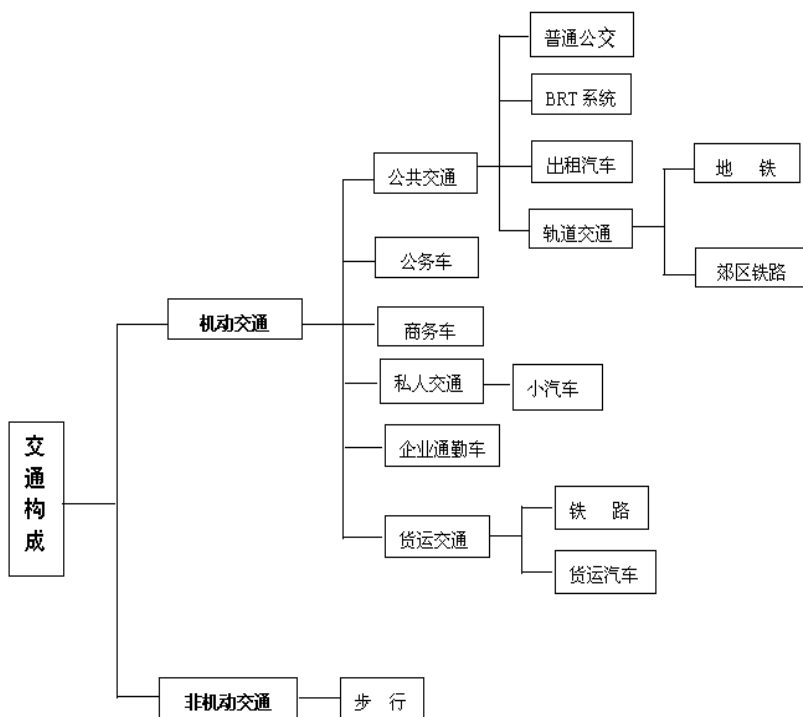 普通公交
BRT 系统
出租汽车
公共交通
地 铁
轨道交通
公务车
郊区铁路
机动交通
商务车
私人交通
小汽车
交通构成
企业通勤车
铁 路
货运交通
货运汽车
非机动交通
步 行